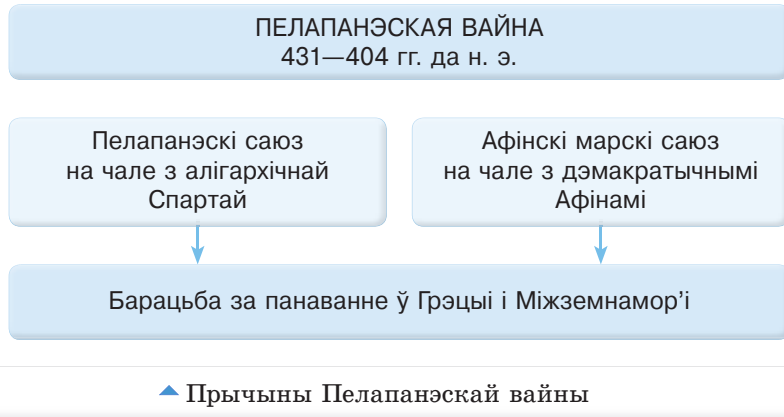 ПЕЛАПАНЭСКАЯ ВАЙНА
431—404 гг. да н. э.
Пелапанэскі саюз
на чале з алігархічнай
Спартай
Афінскі марскі саюз
на чале з дэмакратычнымі
Афінамі
Барацьба за панаванне ў Грэцыі і Міжземнамор’і
Прычыны Пелапанэскай вайны